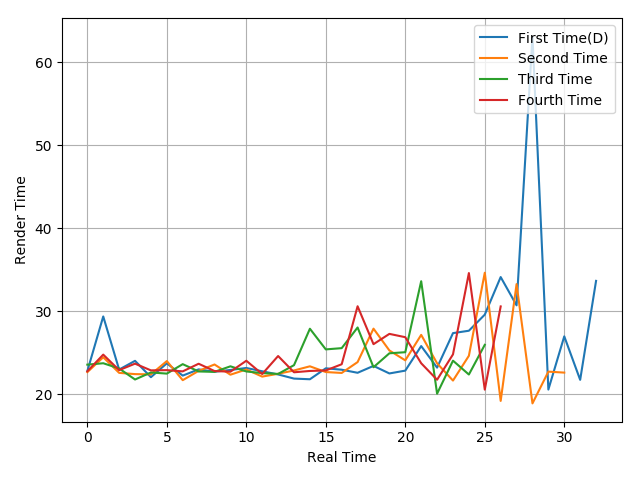 First Time(D)
Second Time
Third Time
Fourth Time
60
50
40
30
20
Render Time
0 5 10 15 20 25 30
Real Time